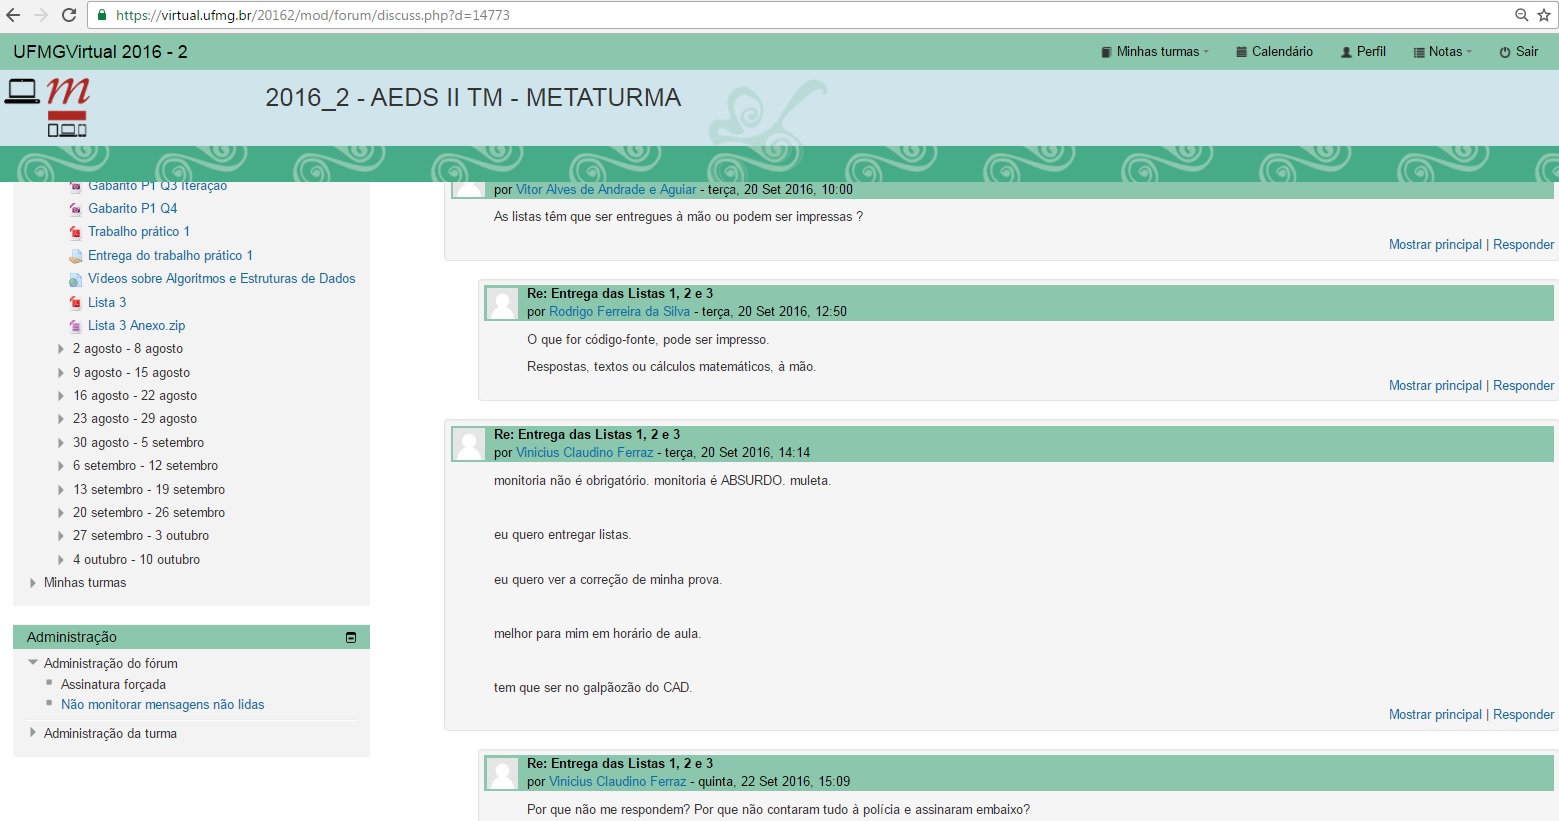 https://virtual.ufmg.br/20162/mod/forum/discuss.php?d=14773
UFMGVirtual 2016 - 2
Minhas turmas
Calendário
Perfil
Notas
Sair
m
2016_2 - AEDS II TM - METATURMA
Gabarito P1 Q3 Iteração
Gabarito P1 Q4
Trabalho prático 1
Entrega do trabalho prático 1
Vídeos sobre Algoritmos e Estruturas de Dados
Lista 3
Lista 3 Anexo.zip
2 agosto - 8 agosto
9 agosto - 15 agosto
16 agosto - 22 agosto
23 agosto - 29 agosto
30 agosto - 5 setembro
6 setembro - 12 setembro
13 setembro - 19 setembro
20 setembro - 26 setembro
27 setembro - 3 outubro
4 outubro - 10 outubro
Minhas turmas
Administração
Administração do fórum
Assinatura forçada
Não monitorar mensagens não lidas
Administração da turma
por Vitor Alves de Andrade e Aguiar - terça, 20 Set 2016, 10:00
As listas têm que ser entregues à mão ou podem ser impressas ?
Mostrar principal | Responder
Re: Entrega das Listas 1, 2 e 3
por Rodrigo Ferreira da Silva - terça, 20 Set 2016, 12:50
O que for código-fonte, pode ser impresso.
Respostas, textos ou cálculos matemáticos, à mão.
Mostrar principal | Responder
Re: Entrega das Listas 1, 2 e 3
por Vinicius Claudino Ferraz - terça, 20 Set 2016, 14:14
monitoria não é obrigatório. monitoria é ABSURDO. muleta.
eu quero entregar listas.
eu quero ver a correção de minha prova.
melhor para mim em horário de aula.
tem que ser no galpãozão do CAD.
Mostrar principal | Responder
Re: Entrega das Listas 1, 2 e 3
por Vinicius Claudino Ferraz - quinta, 22 Set 2016, 15:09
Por que não me respondem? Por que não contaram tudo à polícia e assinaram embaixo?